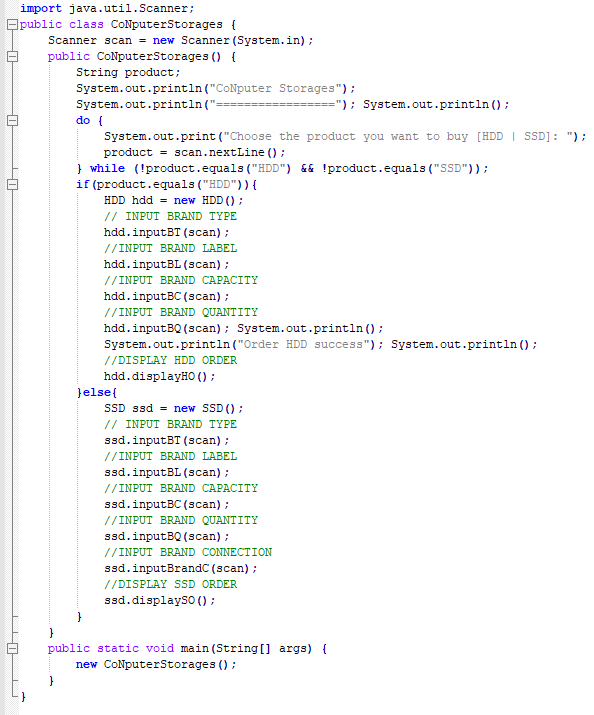 import java.util.Scanner;
public class CoNputerStorages {
    Scanner scan = new Scanner(System.in);
    public CoNputerStorages() {
        String product;
        System.out.println("CoNputer Storages");
        System.out.println("================="); System.out.println();
        do {
            System.out.print("Choose the product you want to buy [HDD | SSD]: ");
            product = scan.nextLine();
        } while (!product.equals("HDD") && !product.equals("SSD"));
        if(product.equals("HDD")){
            HDD hdd = new HDD();
            // INPUT BRAND TYPE
            hdd.inputBT(scan);
            //INPUT BRAND LABEL
            hdd.inputBL(scan);
            //INPUT BRAND CAPACITY
            hdd.inputBC(scan);
            //INPUT BRAND QUANTITY
            hdd.inputBQ(scan); System.out.println();
            System.out.println("Order HDD success"); System.out.println();
            //DISPLAY HDD ORDER
            hdd.displayHO();
        }else{
            SSD ssd = new SSD();
            // INPUT BRAND TYPE
            ssd.inputBT(scan);
            //INPUT BRAND LABEL
            ssd.inputBL(scan);
            //INPUT BRAND CAPACITY
            ssd.inputBC(scan);
            //INPUT BRAND QUANTITY
            ssd.inputBQ(scan);
            //INPUT BRAND CONNECTION
            ssd.inputBrandC(scan);
            //DISPLAY SSD ORDER
            ssd.displaySO();
        }
    }
    public static void main(String[] args) {
        new CoNputerStorages();
    }
}